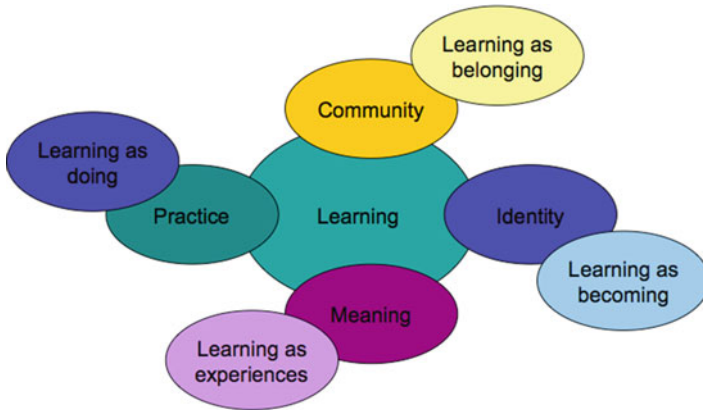 Learning as
belonging
Community
Learning as
doing
Practice
Learning
Identity
Learning as
becoming
Meaning
Learning as
experiences